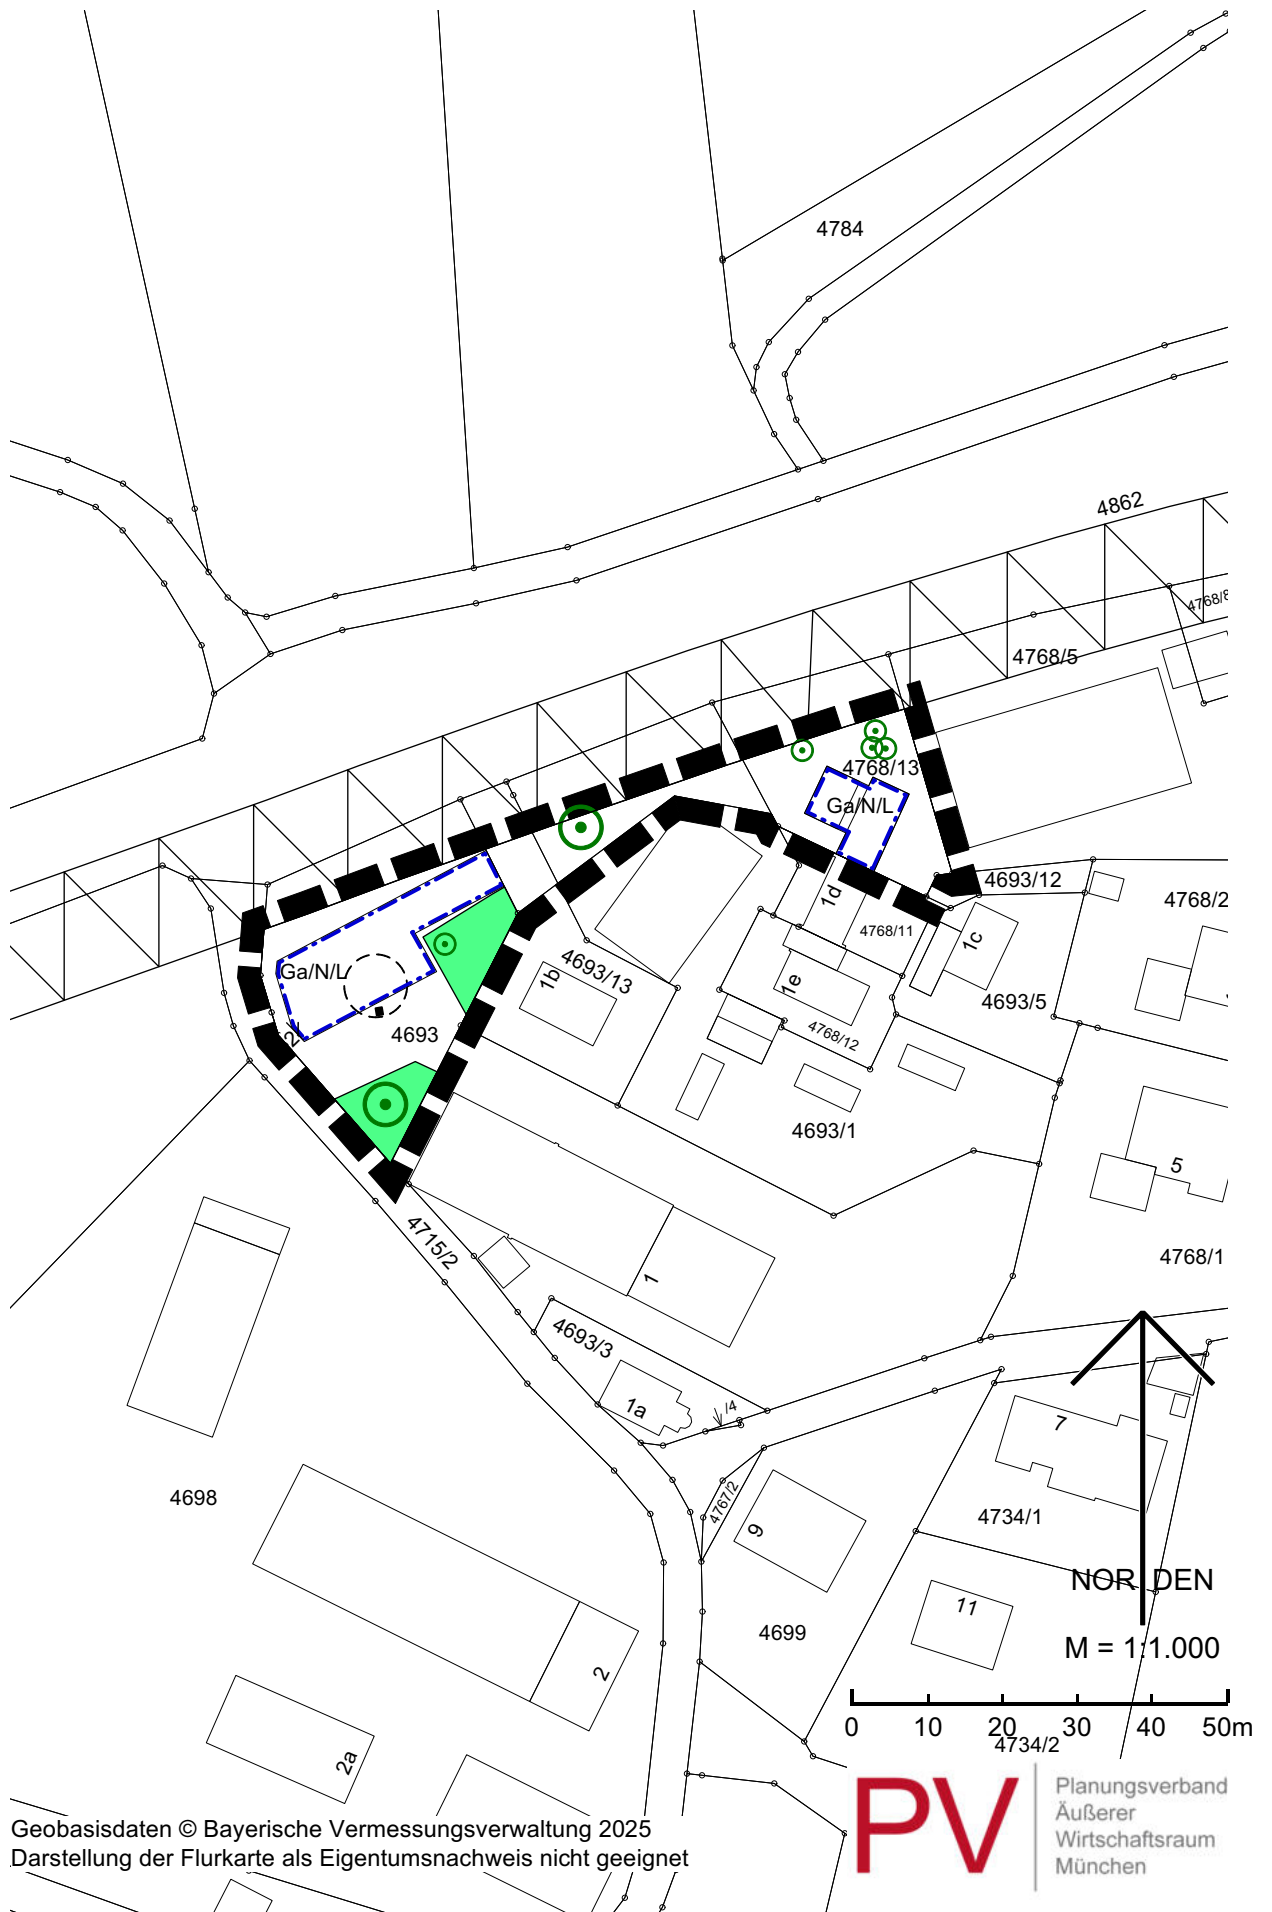 4784
4862
4768/8
4768/5
4768/13
Ga/N/L
4693/12
4768/2
1d
4768/11
1c
Ga/N/L
1b
4693/13
1e
4693/5
2
4693
4768/12
4693/1
5
4715/2
4768/1
1
4693/3
1a
/4
7
4698
4767/2
9
4734/1
NORDEN
11
4699
M = 1:1.000
2
0 10 20 30 40 50m
4734/2
2a
PV
Planungsverband
Äußerer
Wirtschaftsraum
München
Geobasisdaten © Bayerische Vermessungsverwaltung 2025
Darstellung der Flurkarte als Eigentumsnachweis nicht geeignet